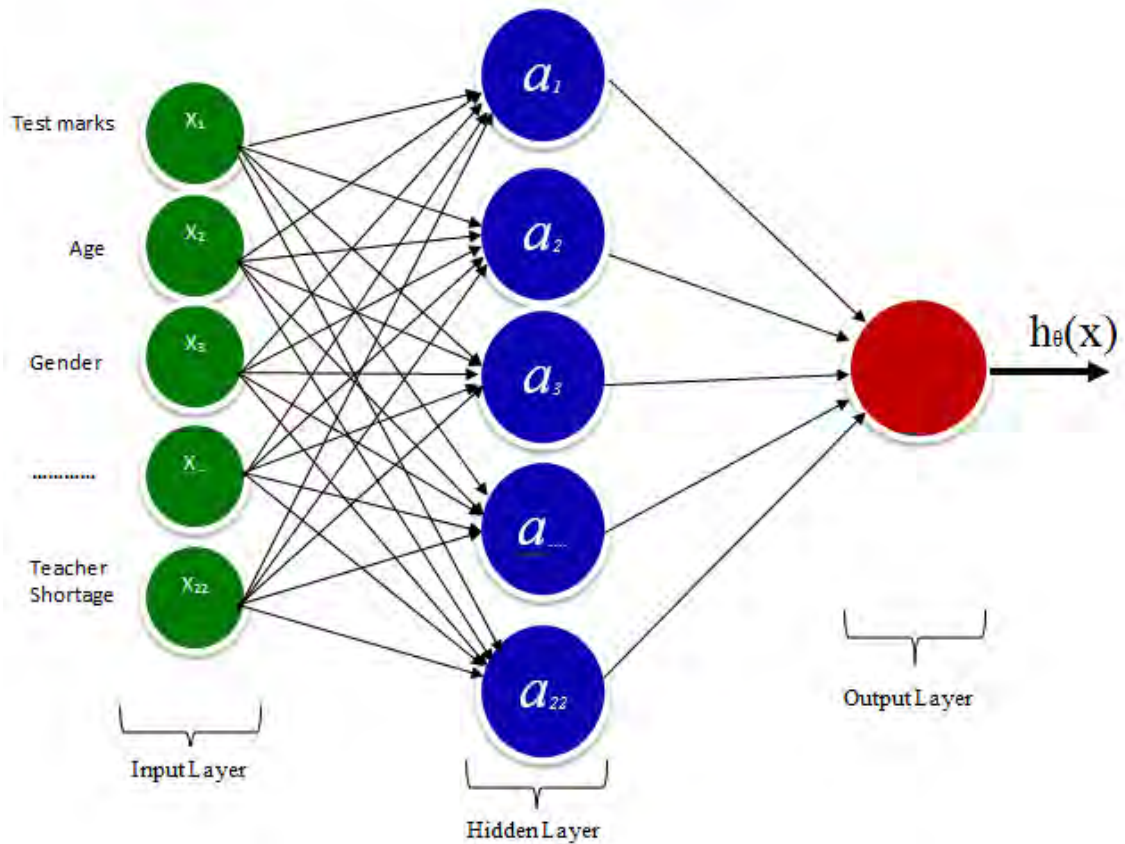 Test marks
X1
Age
X2
Gender
X3
.............
X...
Teacher
Shortage
X22
Input Layer
a1
a2
a3
a.....
a22
Hidden Layer
hθ(x)
Output Layer